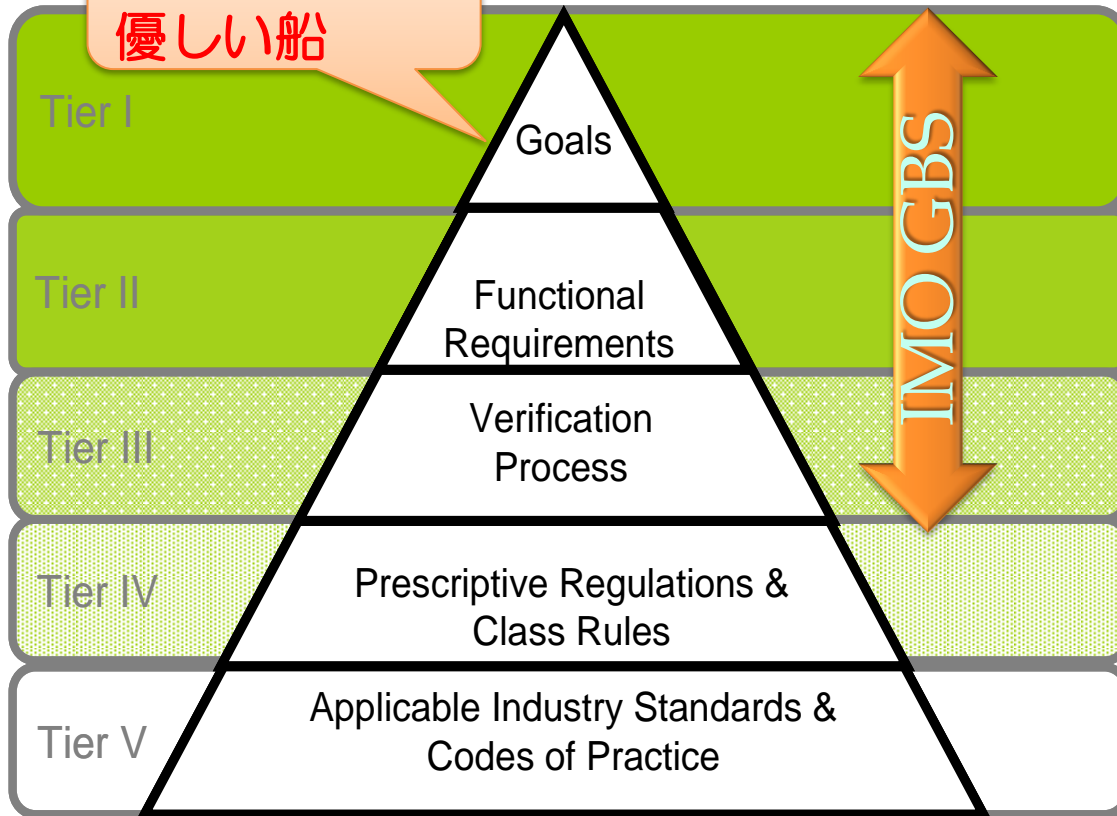 優しい船
Tier I
Goals
IMO GBS
Tier II
Functional
Requirements
Tier III
Verification
Process
Tier IV
Prescriptive Regulations &
Class Rules
Tier V
Applicable Industry Standards &
Codes of Practice